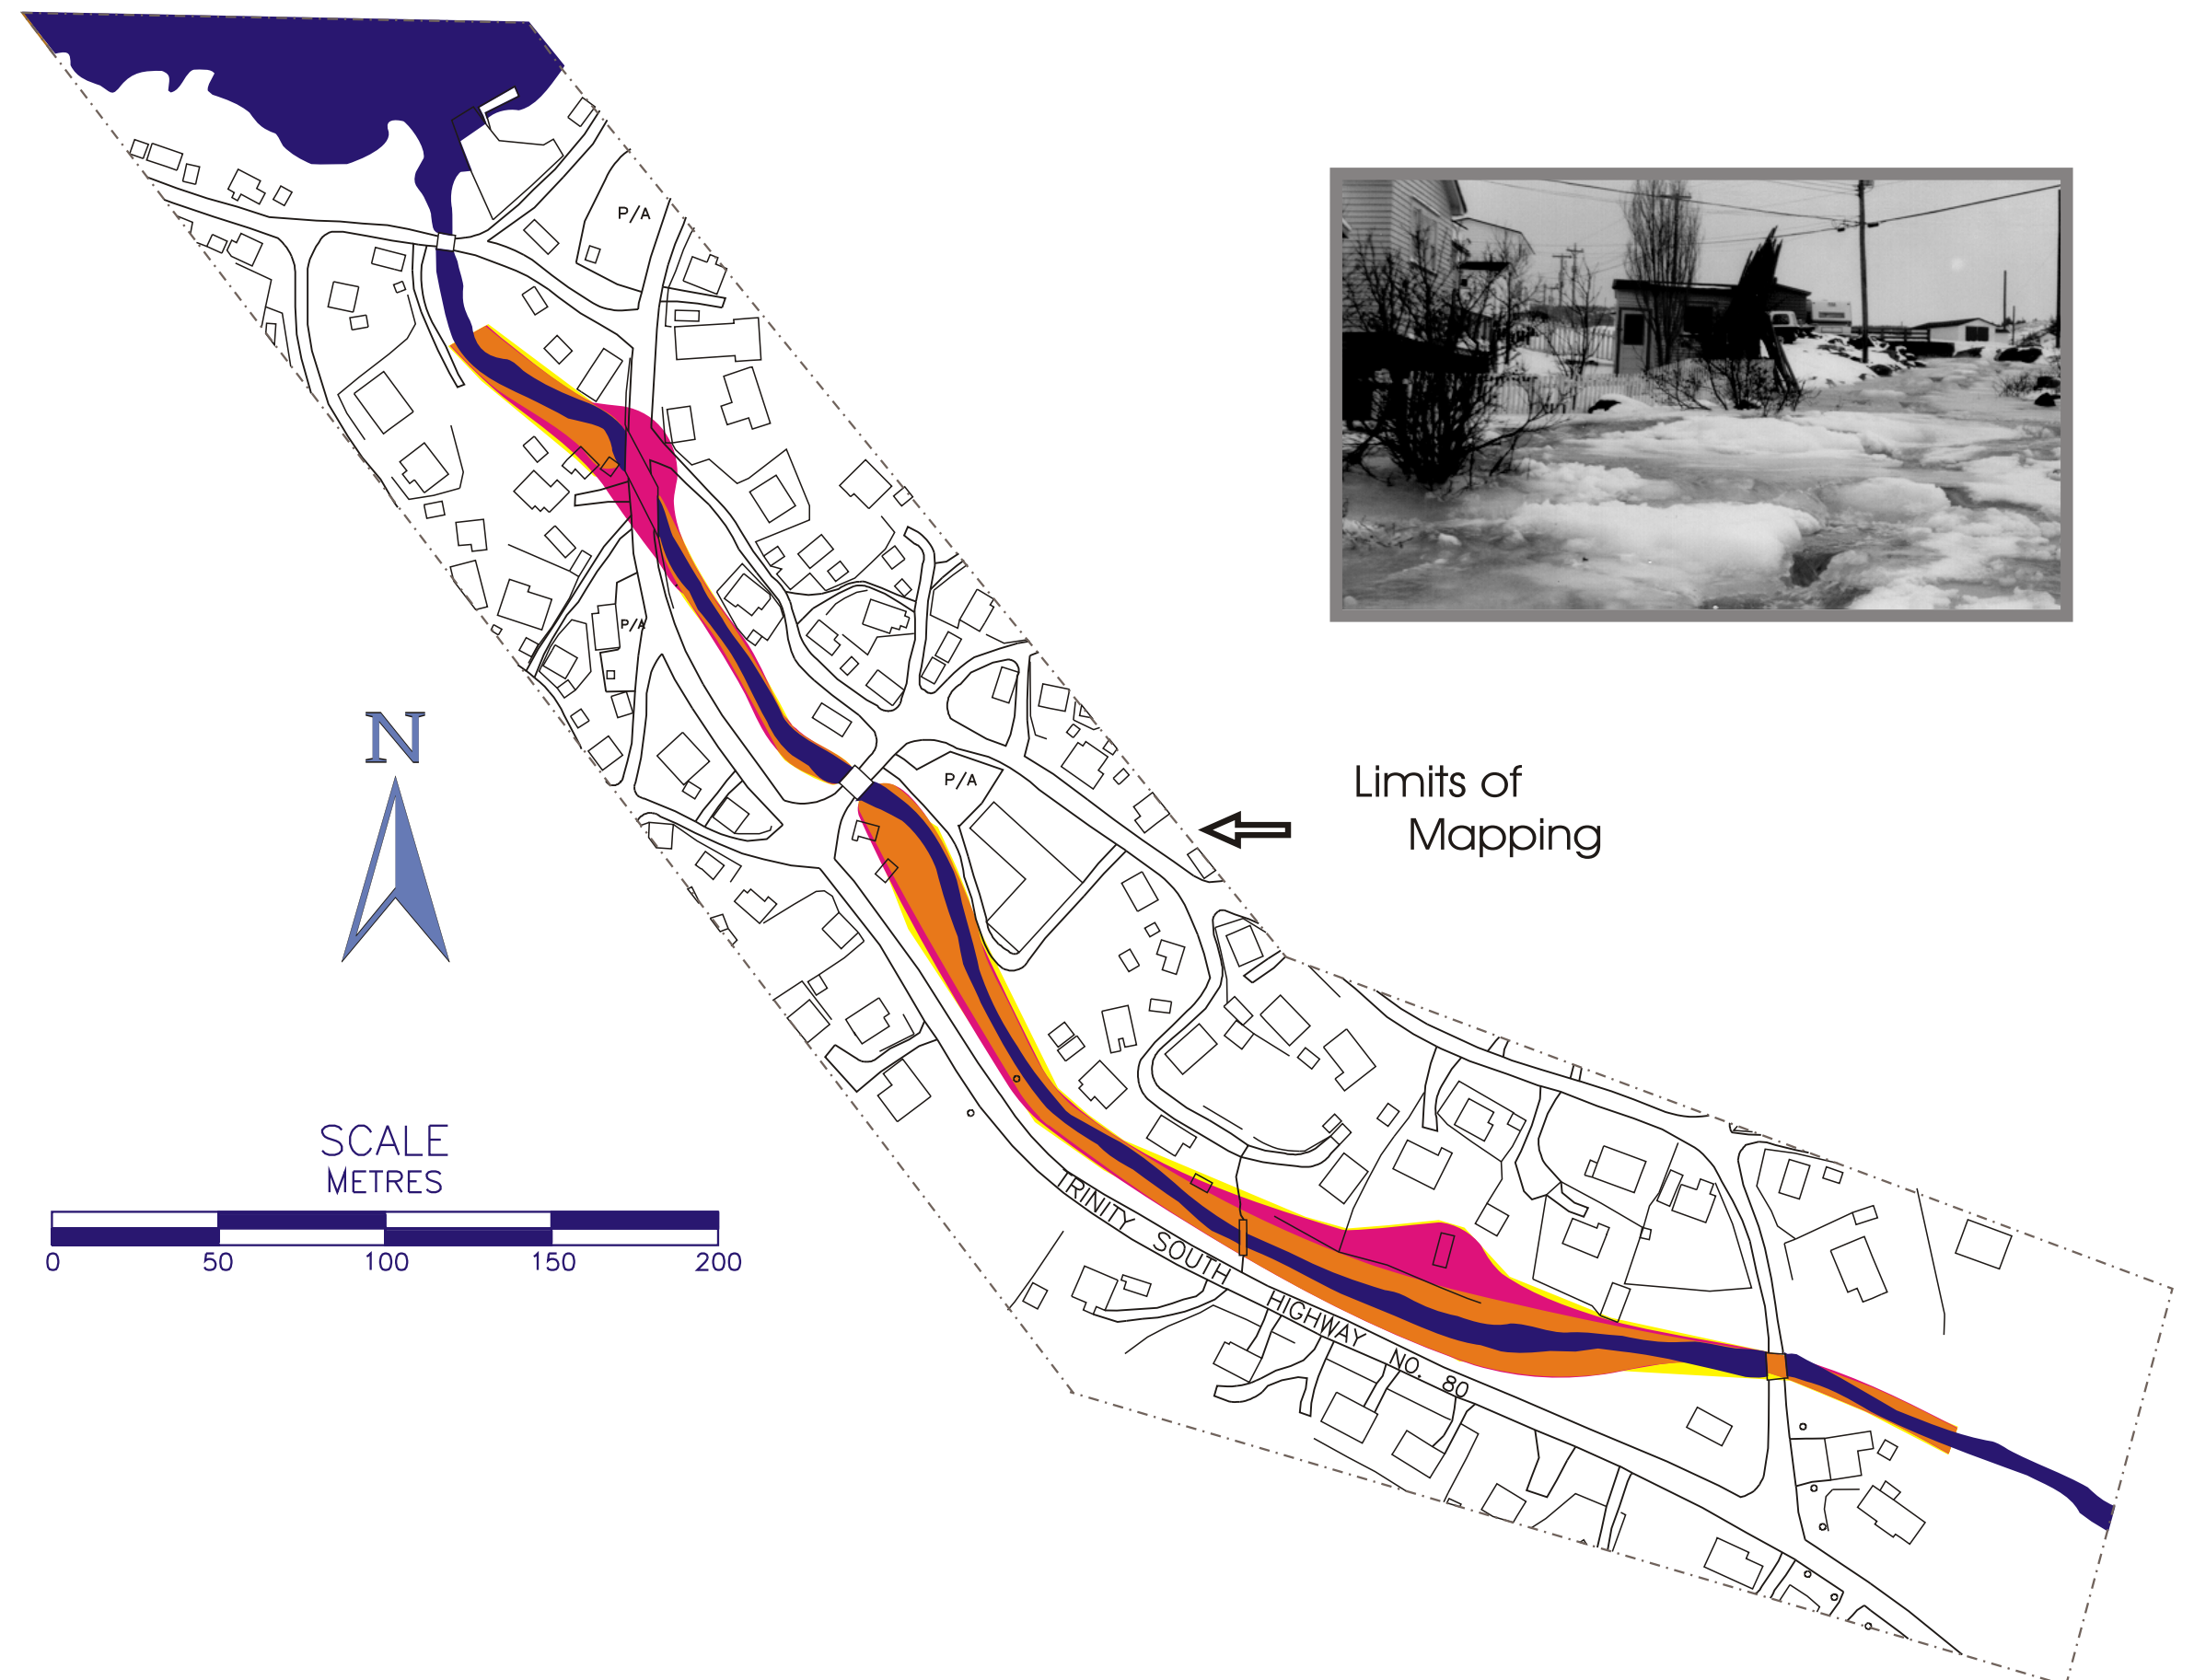 P/A
P/A
N
P/A
Limits of
Mapping
SCALE
METRES
0 50 100 150 200
TRINITY SOUTH HIGHWAY NO. 80